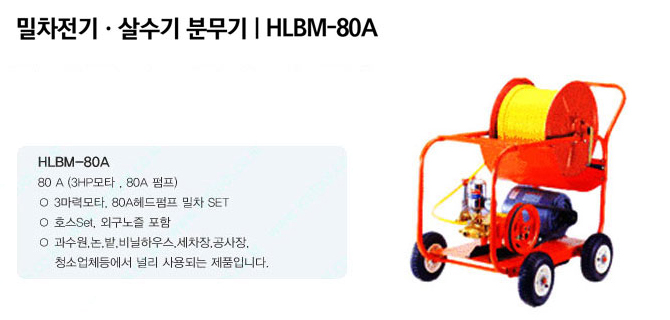 밀차전기 · 살수기 분무기 | HLBM-80A
HLBM-80A
80 A (3HP모타 , 80A 펌프)
○ 3마력모타, 80A헤드펌프 밀차 SET
○ 호스Set, 외구노즐 포함
○ 과수원,논,밭,비닐하우스,세차장,공사장,
청소업체등에서 널리 사용되는 제품입니다.